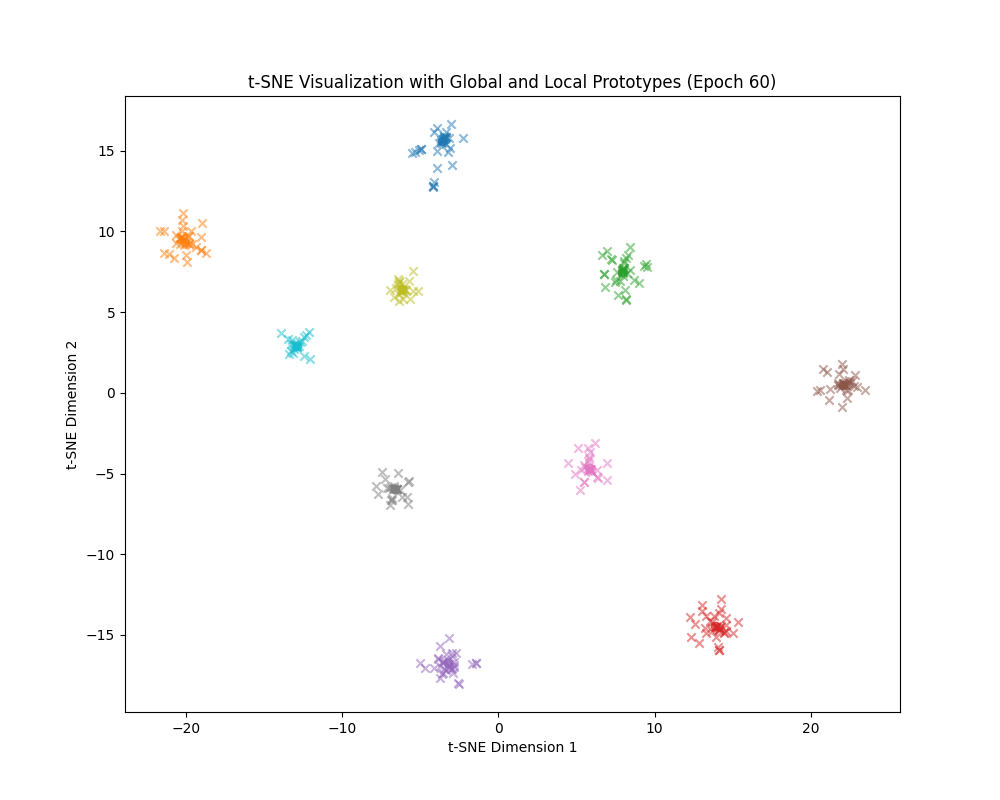 t-SNE Visualization with Global and Local Prototypes (Epoch 60)
15
10
5
0
−5
−10
−15
t-SNE Dimension 2
−20 −10 0 10 20
t-SNE Dimension 1